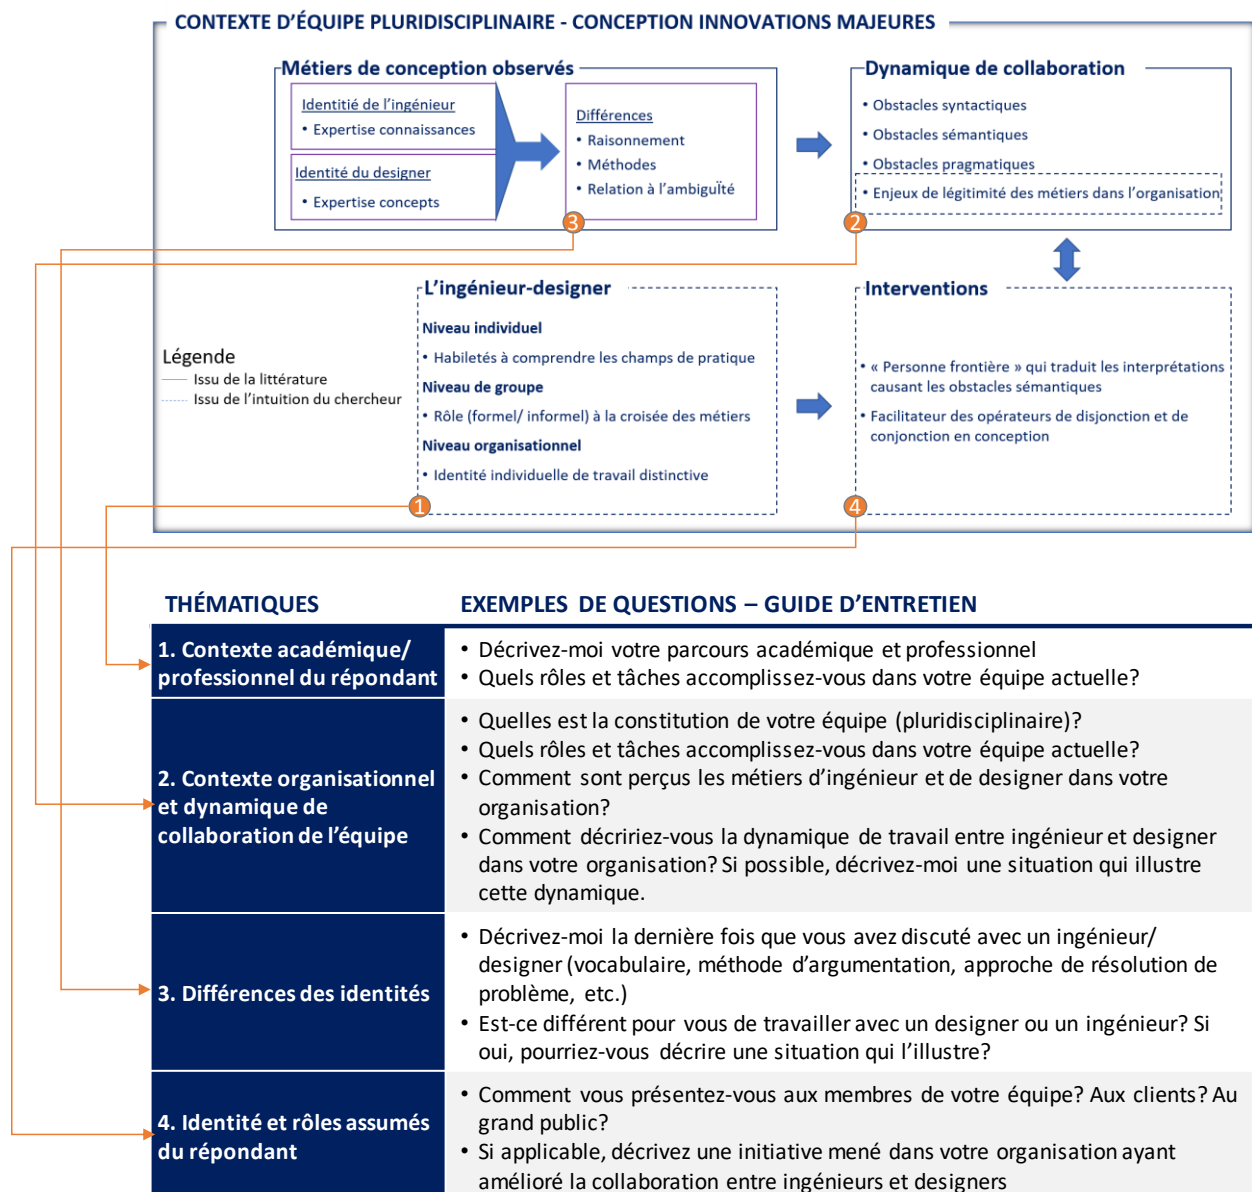 CONTEXTE D'ÉQUIPE PLURIDISCIPLINAIRE - CONCEPTION INNOVATIONS MAJEURES
Métiers de conception observés
Identitié de l'ingénieur
• Expertise connaissances
Identité du designer
• Expertise concepts
Différences
• Raisonnement
• Méthodes
• Relation à l'ambiguÏté
3
Dynamique de collaboration
• Obstacles syntactiques
• Obstacles sémantiques
• Obstacles pragmatiques
• Enjeux de légitimité des métiers dans l'organisation
2
L'ingénieur-designer
Niveau individuel
• Habiletés à comprendre les champs de pratique
Niveau de groupe
• Rôle (formel/ informel) à la croisée des métiers
Niveau organisationnel
• Identité individuelle de travail distinctive
1
Interventions
• « Personne frontière » qui traduit les interprétations
causant les obstacles sémantiques
• Facilitateur des opérateurs de disjonction et de
conjonction en conception
4
Légende
Issu de la littérature
Issu de l'intuition du chercheur
THÉMATIQUES
EXEMPLES DE QUESTIONS – GUIDE D'ENTRETIEN
1. Contexte académique/
professionnel du répondant
• Décrivez-moi votre parcours académique et professionnel
• Quels rôles et tâches accomplissez-vous dans votre équipe actuelle?
2. Contexte organisationnel
et dynamique de
collaboration de l'équipe
• Quelles est la constitution de votre équipe (pluridisciplinaire)?
• Quels rôles et tâches accomplissez-vous dans votre équipe actuelle?
• Comment sont perçus les métiers d'ingénieur et de designer dans votre
organisation?
• Comment décririez-vous la dynamique de travail entre ingénieur et designer
dans votre organisation? Si possible, décrivez-moi une situation qui illustre
cette dynamique.
3. Différences des identités
• Décrivez-moi la dernière fois que vous avez discuté avec un ingénieur/
designer (vocabulaire, méthode d'argumentation, approche de résolution de
problème, etc.)
• Est-ce différent pour vous de travailler avec un designer ou un ingénieur? Si
oui, pourriez-vous décrire une situation qui l'illustre?
4. Identité et rôles assumés
du répondant
• Comment vous présentez-vous aux membres de votre équipe? Aux clients? Au
grand public?
• Si applicable, décrivez une initiative mené dans votre organisation ayant
amélioré la collaboration entre ingénieurs et designers